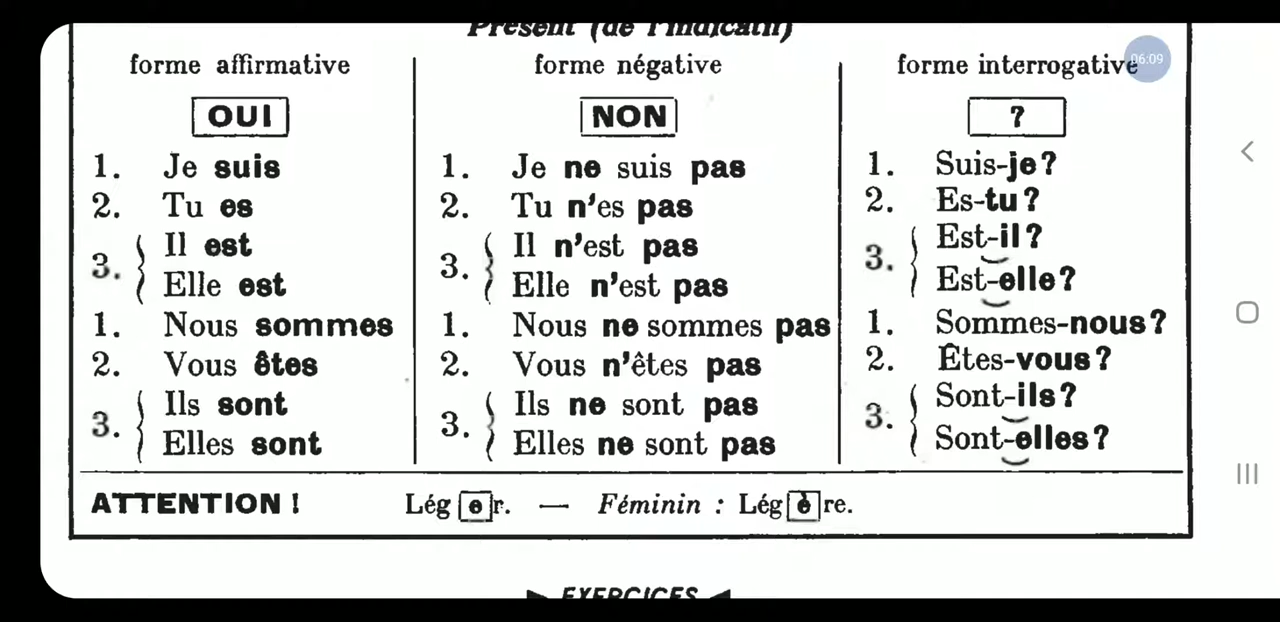 Présent (de l'indicatif)
forme affirmative
OUI
1. Je suis
2. Tu es
3. Il est
Elle est
1. Nous sommes
2. Vous êtes
3. Ils sont
Elles sont
forme négative
NON
1. Je ne suis pas
2. Tu n'es pas
3. Il n'est pas
Elle n'est pas
1. Nous ne sommes pas
2. Vous n'êtes pas
3. Ils ne sont pas
Elles ne sont pas
forme interrogative
06:09
?
1. Suis-je?
2. Es-tu?
3. Est-il?
Est-elle?
1. Sommes-nous?
2. Êtes-vous?
3. Sont-ils?
Sont-elles?
ATTENTION! Léger. — Féminin : Légère.
EXERCICES